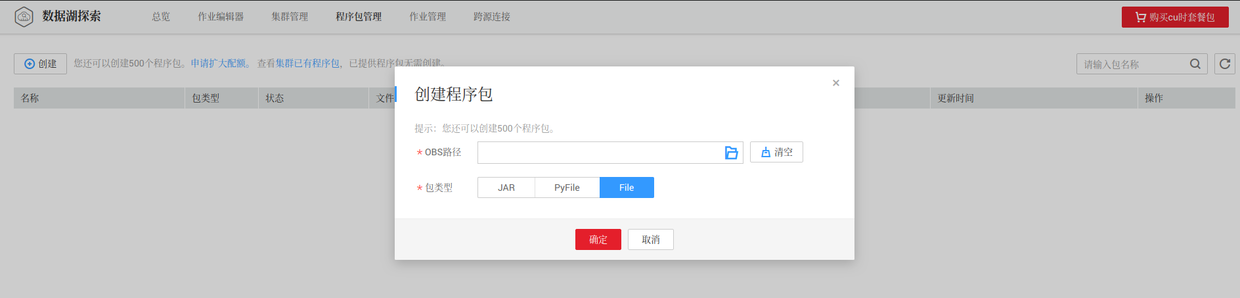 数据湖探索 总览 作业编辑器 集群管理 程序包管理 作业管理 跨源连接 购买cu时套餐包
创建 您还可以创建500个程序包。申请扩大配额。 查看集群已有程序包，已提供程序包无需创建。 请输入包名称
名称 包类型 状态 文件 更新时间 操作
创建程序包
提示：您还可以创建500个程序包。
* OBS路径 清空
* 包类型 JAR PyFile File
确定 取消